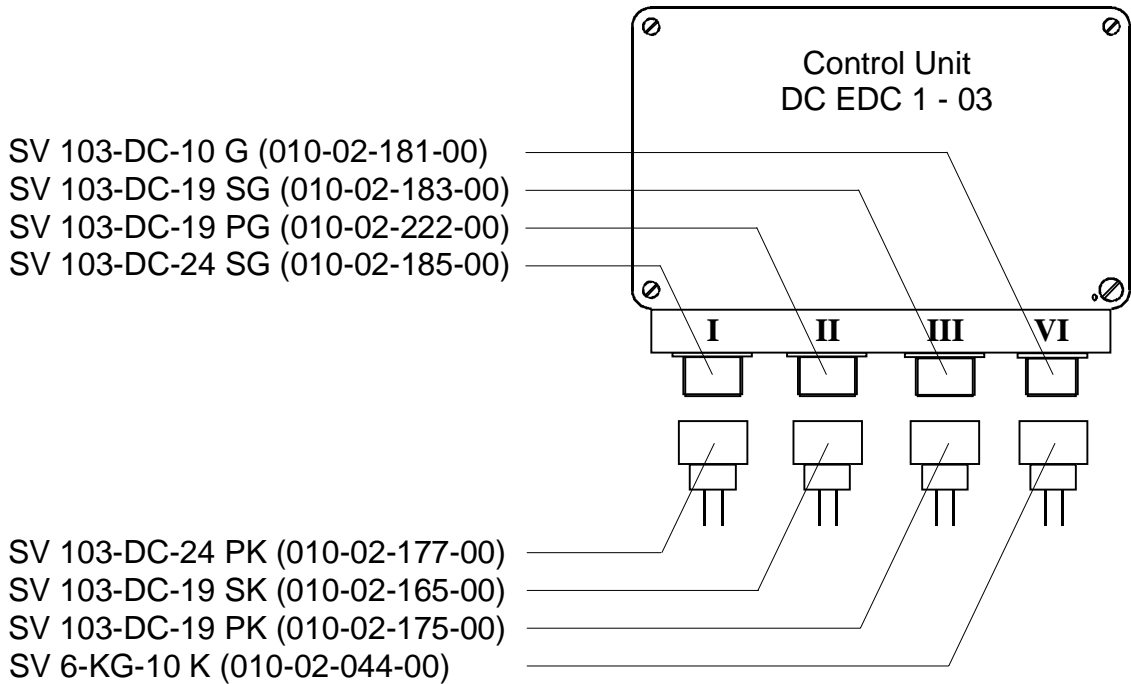 Control Unit
DC EDC 1 - 03
SV 103-DC-10 G (010-02-181-00)
SV 103-DC-19 SG (010-02-183-00)
SV 103-DC-19 PG (010-02-222-00)
SV 103-DC-24 SG (010-02-185-00)
I II III VI
SV 103-DC-24 PK (010-02-177-00)
SV 103-DC-19 SK (010-02-165-00)
SV 103-DC-19 PK (010-02-175-00)
SV 6-KG-10 K (010-02-044-00)